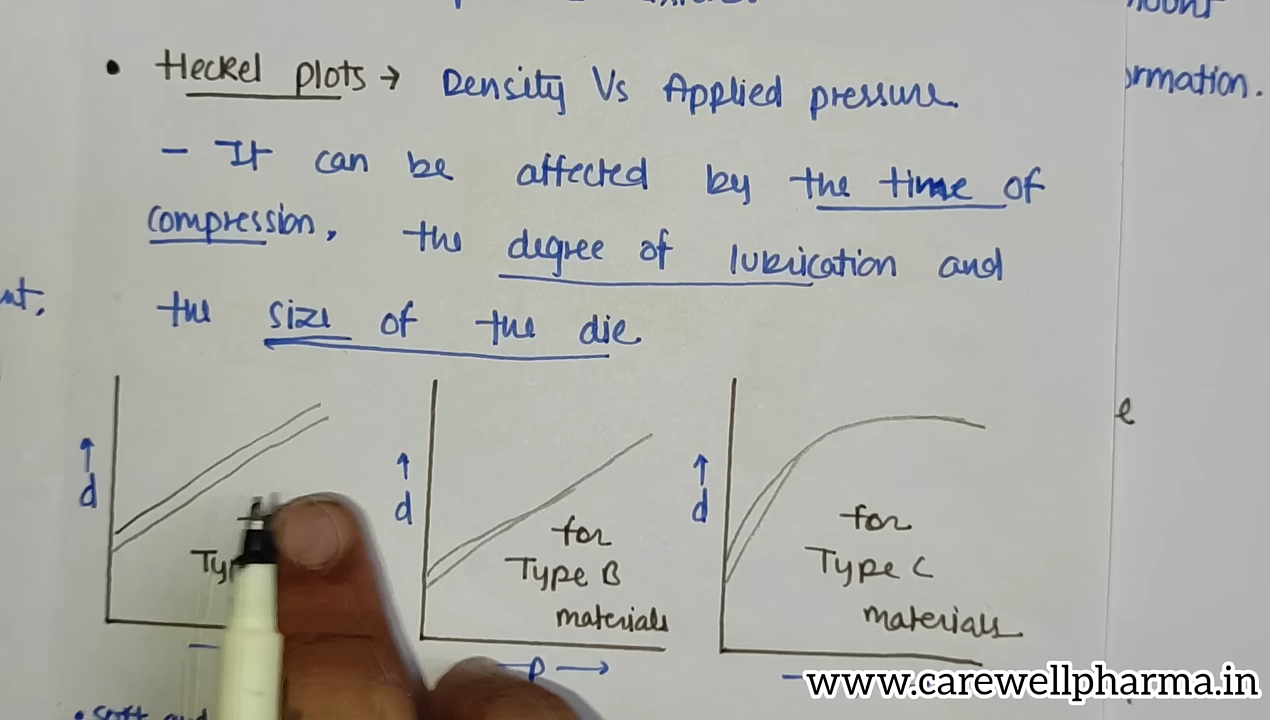 • Heckel plots → Density Vs Applied pressure.
- It can be affected by the time of
compression, the degree of lubrication and
the size of the die
ormation.
e
↑
d
↑
d
for
Type B
materials
↑
d
for
Type C
materials
P →
www.carewellpharma.in